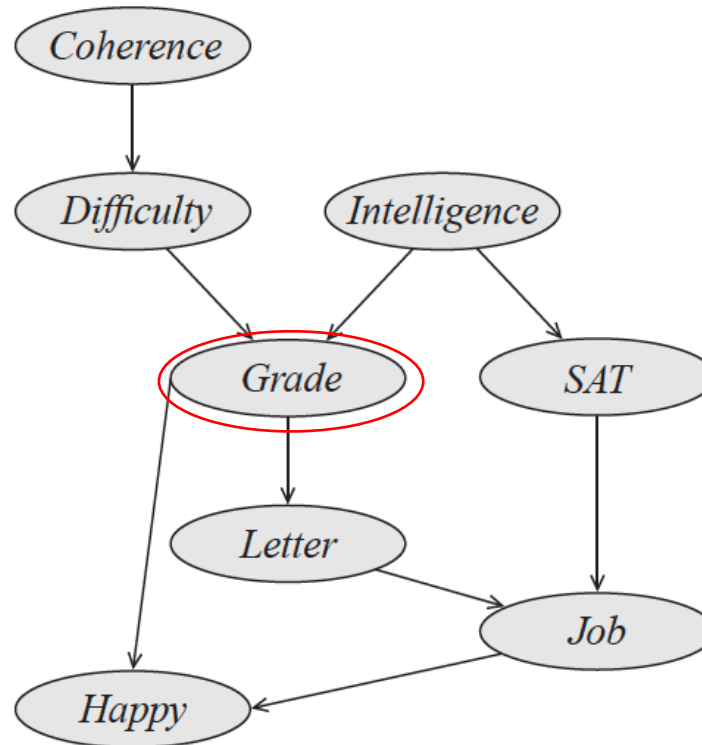 Coherence
Difficulty
Intelligence
Grade
SAT
Letter
Job
Happy